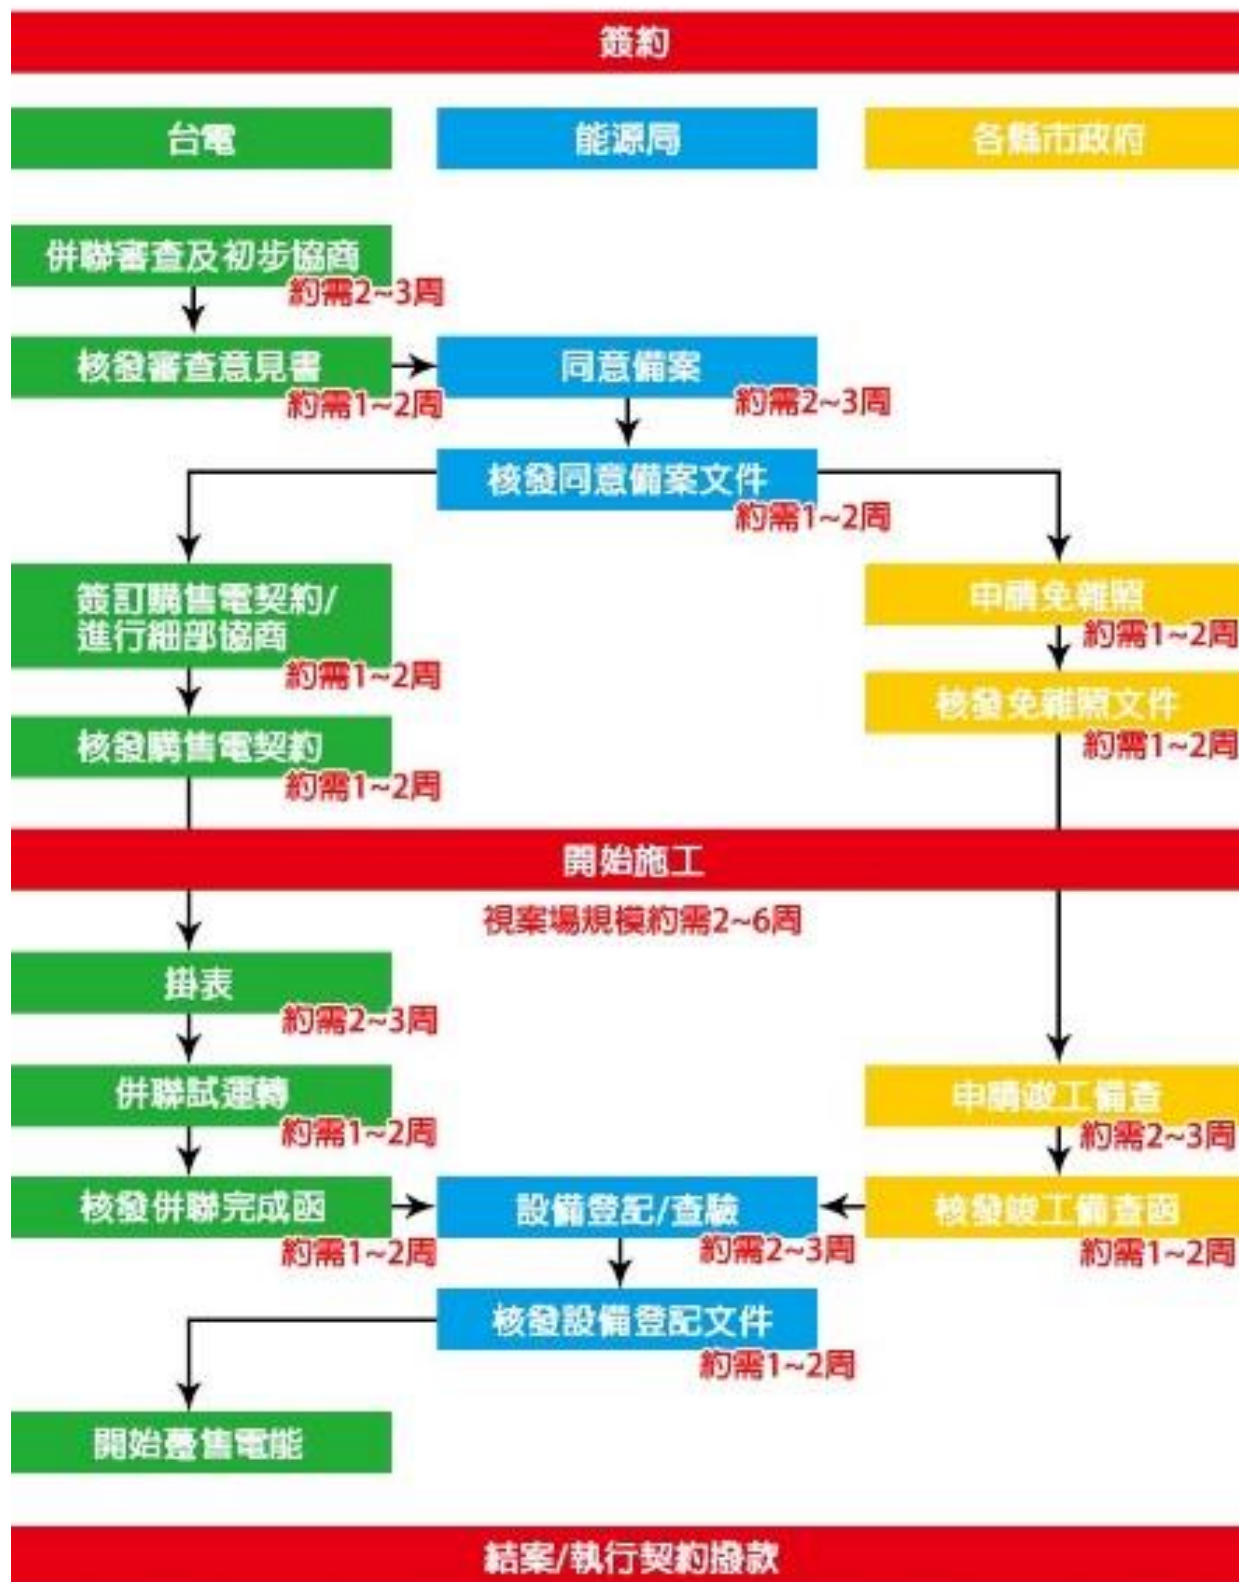 簽約
台電
能源局
各縣市政府
併聯審查及初步協商
約需2~3周
核發審查意見書
約需1~2周
同意備案
約需2~3周
核發同意備案文件
約需1~2周
簽訂購售電契約/
進行細部協商
約需1~2周
申請免雜照
約需1~2周
核發購售電契約
約需1~2周
核發免雜照文件
約需1~2周
開始施工
視案場規模約需2~6周
掛表
約需2~3周
併聯試運轉
約需1~2周
申請竣工備查
約需2~3周
核發併聯完成函
約需1~2周
設備登記/查驗
約需2~3周
核發竣工備查函
約需1~2周
核發設備登記文件
約需1~2周
開始躉售電能
結案/執行契約撥款